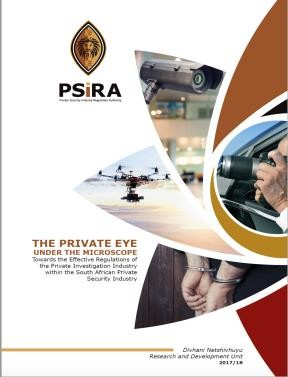 PSiRA
Private Security Industry Regulatory Authority
THE PRIVATE EYE
UNDER THE MICROSCOPE
Towards the Effective Regulations of
the Private Investigation Industry
within the South African Private
Security Industry
Divhani Netshivhuyu
Research and Development Unit
2017/18